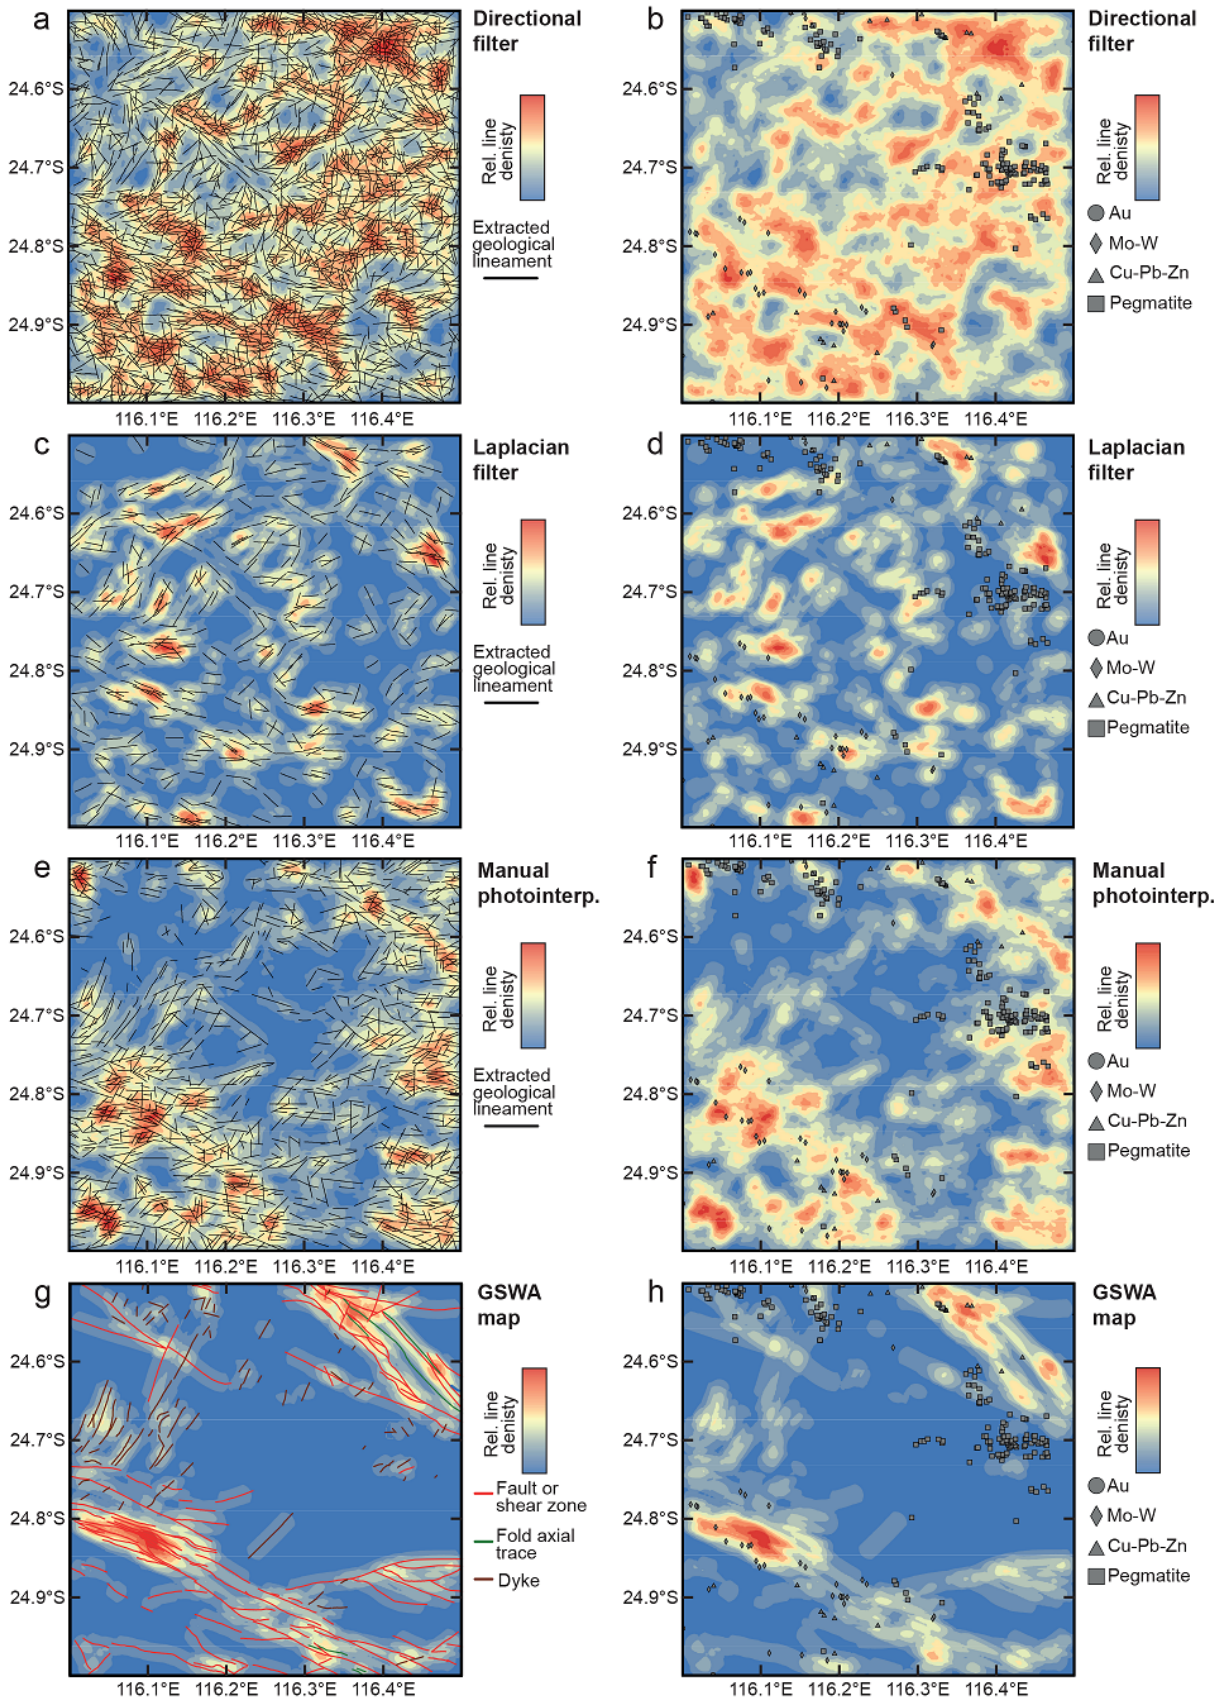 a
Directional
filter
24.6°S
24.7°S
24.8°S
24.9°S
116.1°E
116.2°E
116.3°E
116.4°E
Rel. line
denisty
Extracted
geological
lineament
b
Directional
filter
24.6°S
24.7°S
24.8°S
24.9°S
116.1°E
116.2°E
116.3°E
116.4°E
Rel. line
denisty
Au
Mo-W
Cu-Pb-Zn
Pegmatite
c
Laplacian
filter
24.6°S
24.7°S
24.8°S
24.9°S
116.1°E
116.2°E
116.3°E
116.4°E
Rel. line
denisty
Extracted
geological
lineament
d
Laplacian
filter
24.6°S
24.7°S
24.8°S
24.9°S
116.1°E
116.2°E
116.3°E
116.4°E
Rel. line
denisty
Au
Mo-W
Cu-Pb-Zn
Pegmatite
e
Manual
photointerp.
24.6°S
24.7°S
24.8°S
24.9°S
116.1°E
116.2°E
116.3°E
116.4°E
Rel. line
denisty
Extracted
geological
lineament
f
Manual
photointerp.
24.6°S
24.7°S
24.8°S
24.9°S
116.1°E
116.2°E
116.3°E
116.4°E
Rel. line
denisty
Au
Mo-W
Cu-Pb-Zn
Pegmatite
g
GSWA
map
24.6°S
24.7°S
24.8°S
24.9°S
116.1°E
116.2°E
116.3°E
116.4°E
Rel. line
denisty
Fault or
shear zone
Fold axial
trace
Dyke
h
GSWA
map
24.6°S
24.7°S
24.8°S
24.9°S
116.1°E
116.2°E
116.3°E
116.4°E
Rel. line
denisty
Au
Mo-W
Cu-Pb-Zn
Pegmatite